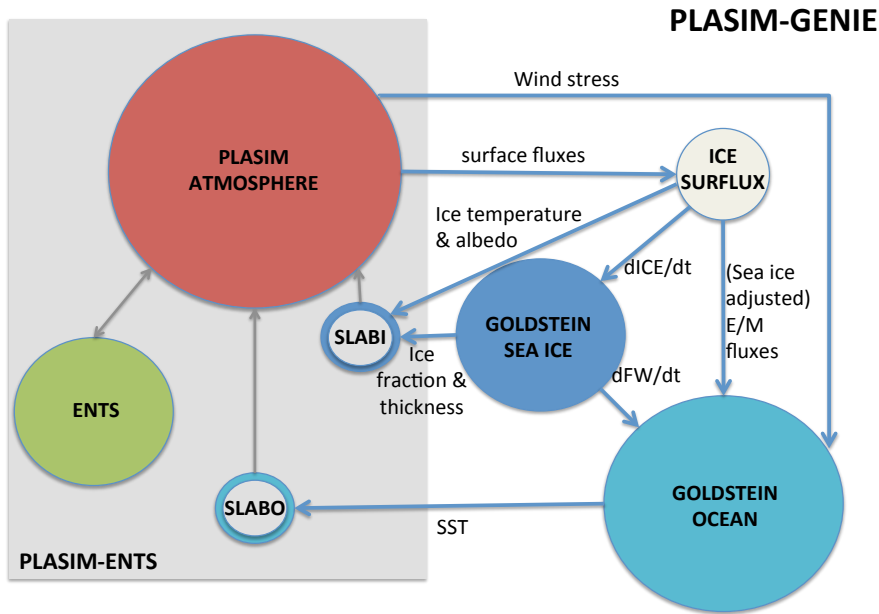 PLASIM-GENIE
Wind stress
PLASIM
ATMOSPHERE
surface fluxes
ICE
SURFLUX
Ice temperature
& albedo
dICE/dt
(Sea ice
adjusted)
E/M
fluxes
SLABI
GOLDSTEIN
SEA ICE
Ice
fraction &
thickness
dFW/dt
ENTS
SLABO
SST
GOLDSTEIN
OCEAN
PLASIM-ENTS